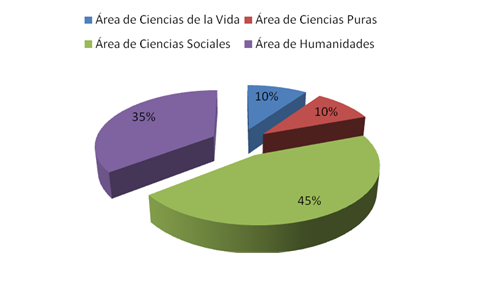 Área de Ciencias de la Vida Área de Ciencias Puras
Área de Ciencias Sociales Área de Humanidades
10%
10%
35%
45%